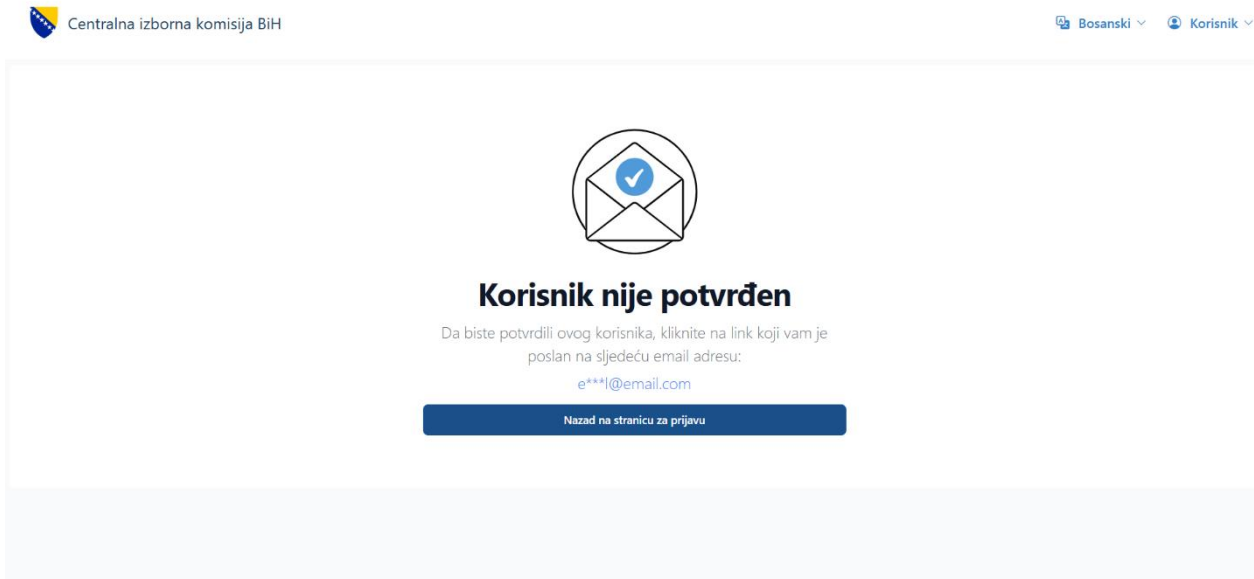 Centralna izborna komisija BiH
Bosanski
Korisnik
Korisnik nije potvrđen
Da biste potvrdili ovog korisnika, kliknite na link koji vam je
poslan na sljedeću email adresu:
e***l@email.com
Nazad na stranicu za prijavu